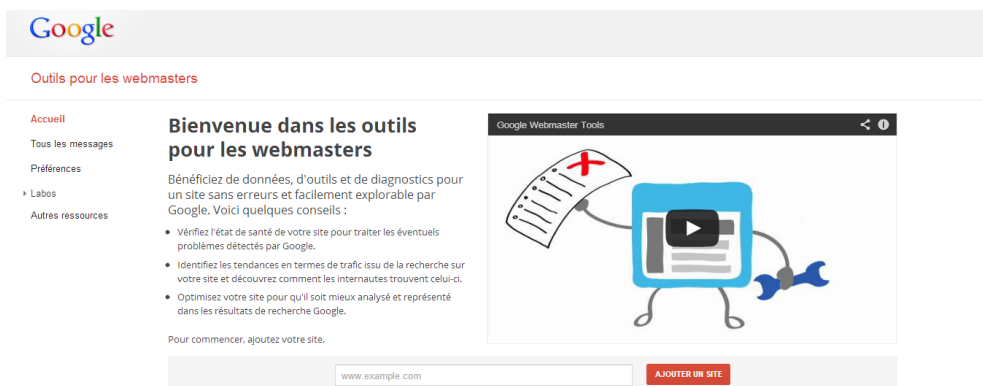 Google
Outils pour les webmasters
Accueil
Tous les messages
Préférences
Labos
Autres ressources
Bienvenue dans les outils
pour les webmasters
Bénéficiez de données, d'outils et de diagnostics pour
un site sans erreurs et facilement explorable par
Google. Voici quelques conseils :
Vérifiez l'état de santé de votre site pour traiter les éventuels
problèmes détectés par Google.
Identifiez les tendances en termes de trafic issu de la recherche sur
votre site et découvrez comment les internautes trouvent celui-ci.
Optimisez votre site pour qu'il soit mieux analysé et représenté
dans les résultats de recherche Google.
Pour commencer, ajoutez votre site.
Google Webmaster Tools
www.example.com
AJOUTER UN SITE